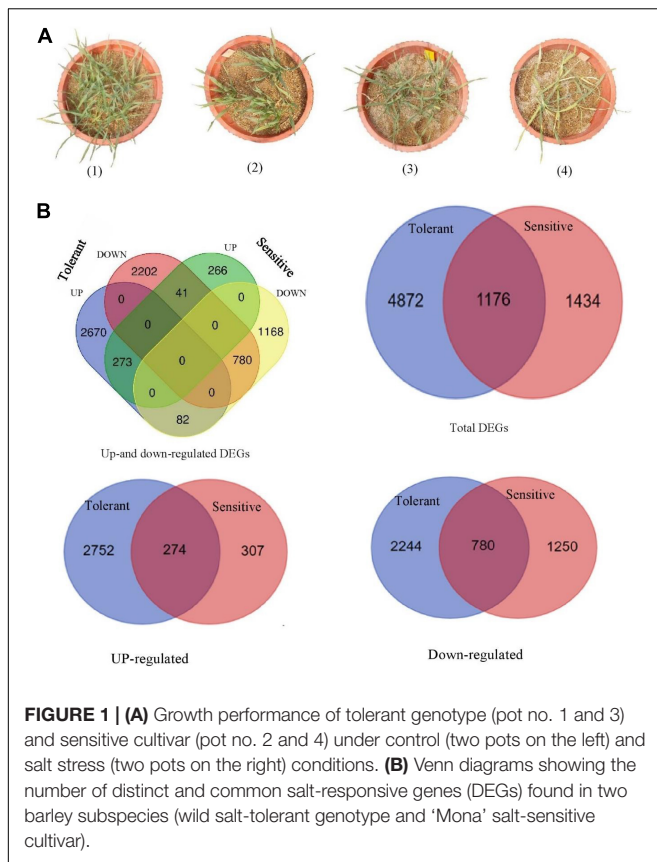 A
(1)
(2)
(3)
(4)
B
Tolerant
Sensitive
UP
DOWN
UP
DOWN
2670
2202
266
1168
0
41
0
0
0
273
0
780
0
0
82
Up-and down-regulated DEGs
Tolerant
Sensitive
4872
1176
1434
Total DEGs
Tolerant
Sensitive
2752
274
307
UP-regulated
Tolerant
Sensitive
2244
780
1250
Down-regulated
FIGURE 1 | (A) Growth performance of tolerant genotype (pot no. 1 and 3)
and sensitive cultivar (pot no. 2 and 4) under control (two pots on the left) and
salt stress (two pots on the right) conditions. (B) Venn diagrams showing the
number of distinct and common salt-responsive genes (DEGs) found in two
barley subspecies (wild salt-tolerant genotype and ‘Mona’ salt-sensitive
cultivar).